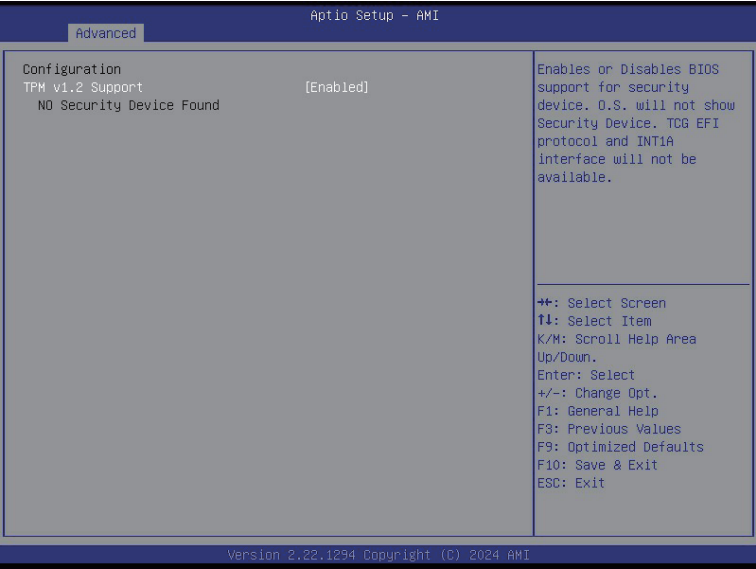 Aptio Setup – AMI
Advanced
Configuration
TPM v1.2 Support [Enabled]
NO Security Device Found
Enables or Disables BIOS
support for security
device. O.S. will not show
Security Device. TCG EFI
protocol and INT1A
interface will not be
available.
→←: Select Screen
↑↓: Select Item
K/M: Scroll Help Area
Up/Down.
Enter: Select
+/-: Change Opt.
F1: General Help
F3: Previous Values
F9: Optimized Defaults
F10: Save & Exit
ESC: Exit
Version 2.22.1294 Copyright (C) 2024 AMI